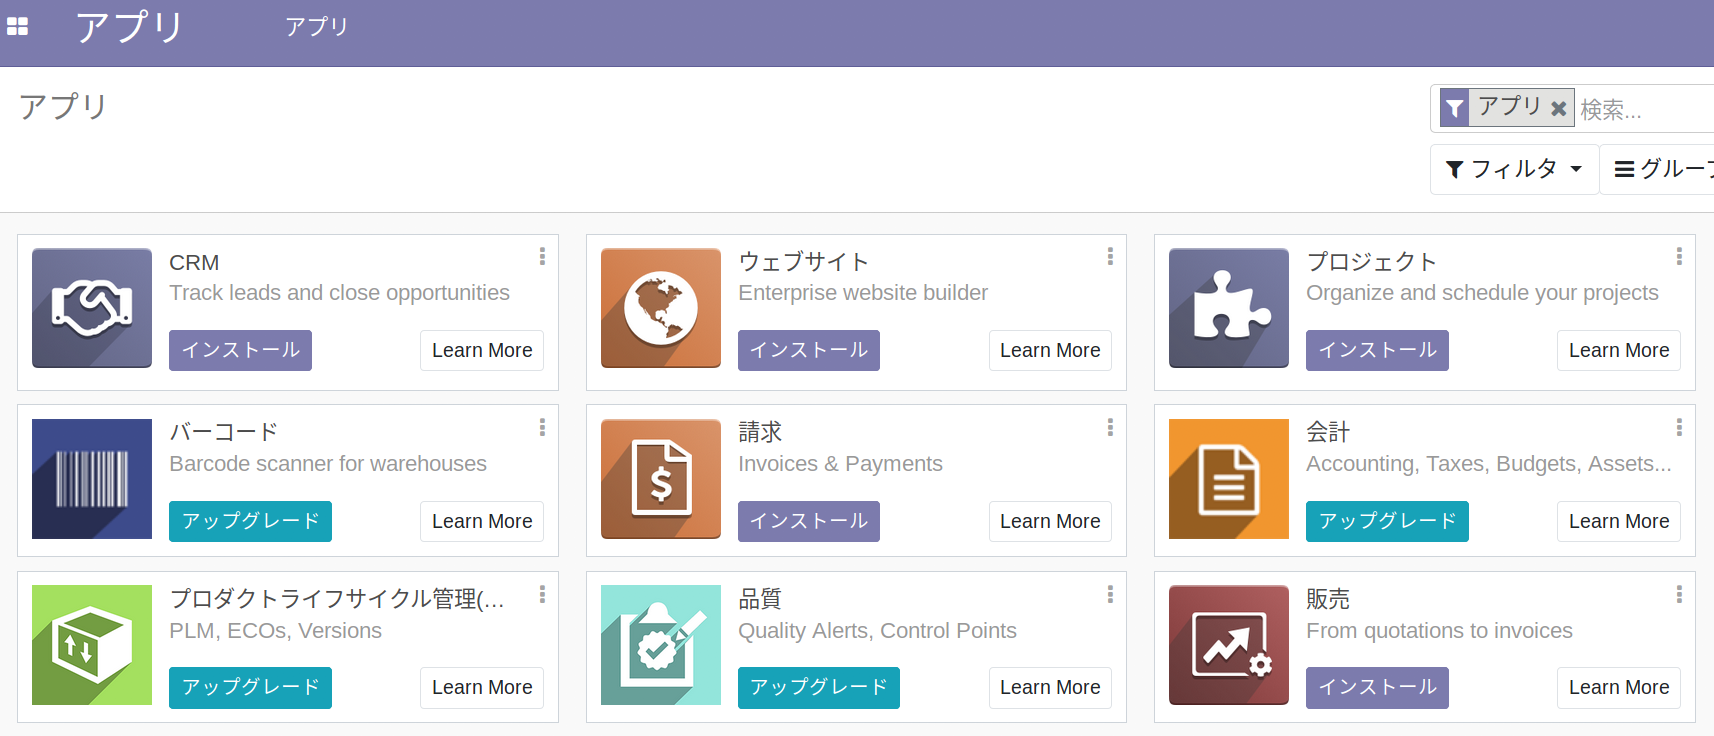 アプリ アプリ
アプリ
アプリ 検索...
フィルタ グループ
CRM
Track leads and close opportunities
インストール Learn More
ウェブサイト
Enterprise website builder
インストール Learn More
プロジェクト
Organize and schedule your projects
インストール Learn More
バーコード
Barcode scanner for warehouses
アップグレード Learn More
請求
Invoices & Payments
インストール Learn More
会計
Accounting, Taxes, Budgets, Assets...
アップグレード Learn More
プロダクトライフサイクル管理(...
PLM, ECOs, Versions
アップグレード Learn More
品質
Quality Alerts, Control Points
アップグレード Learn More
販売
From quotations to invoices
インストール Learn More